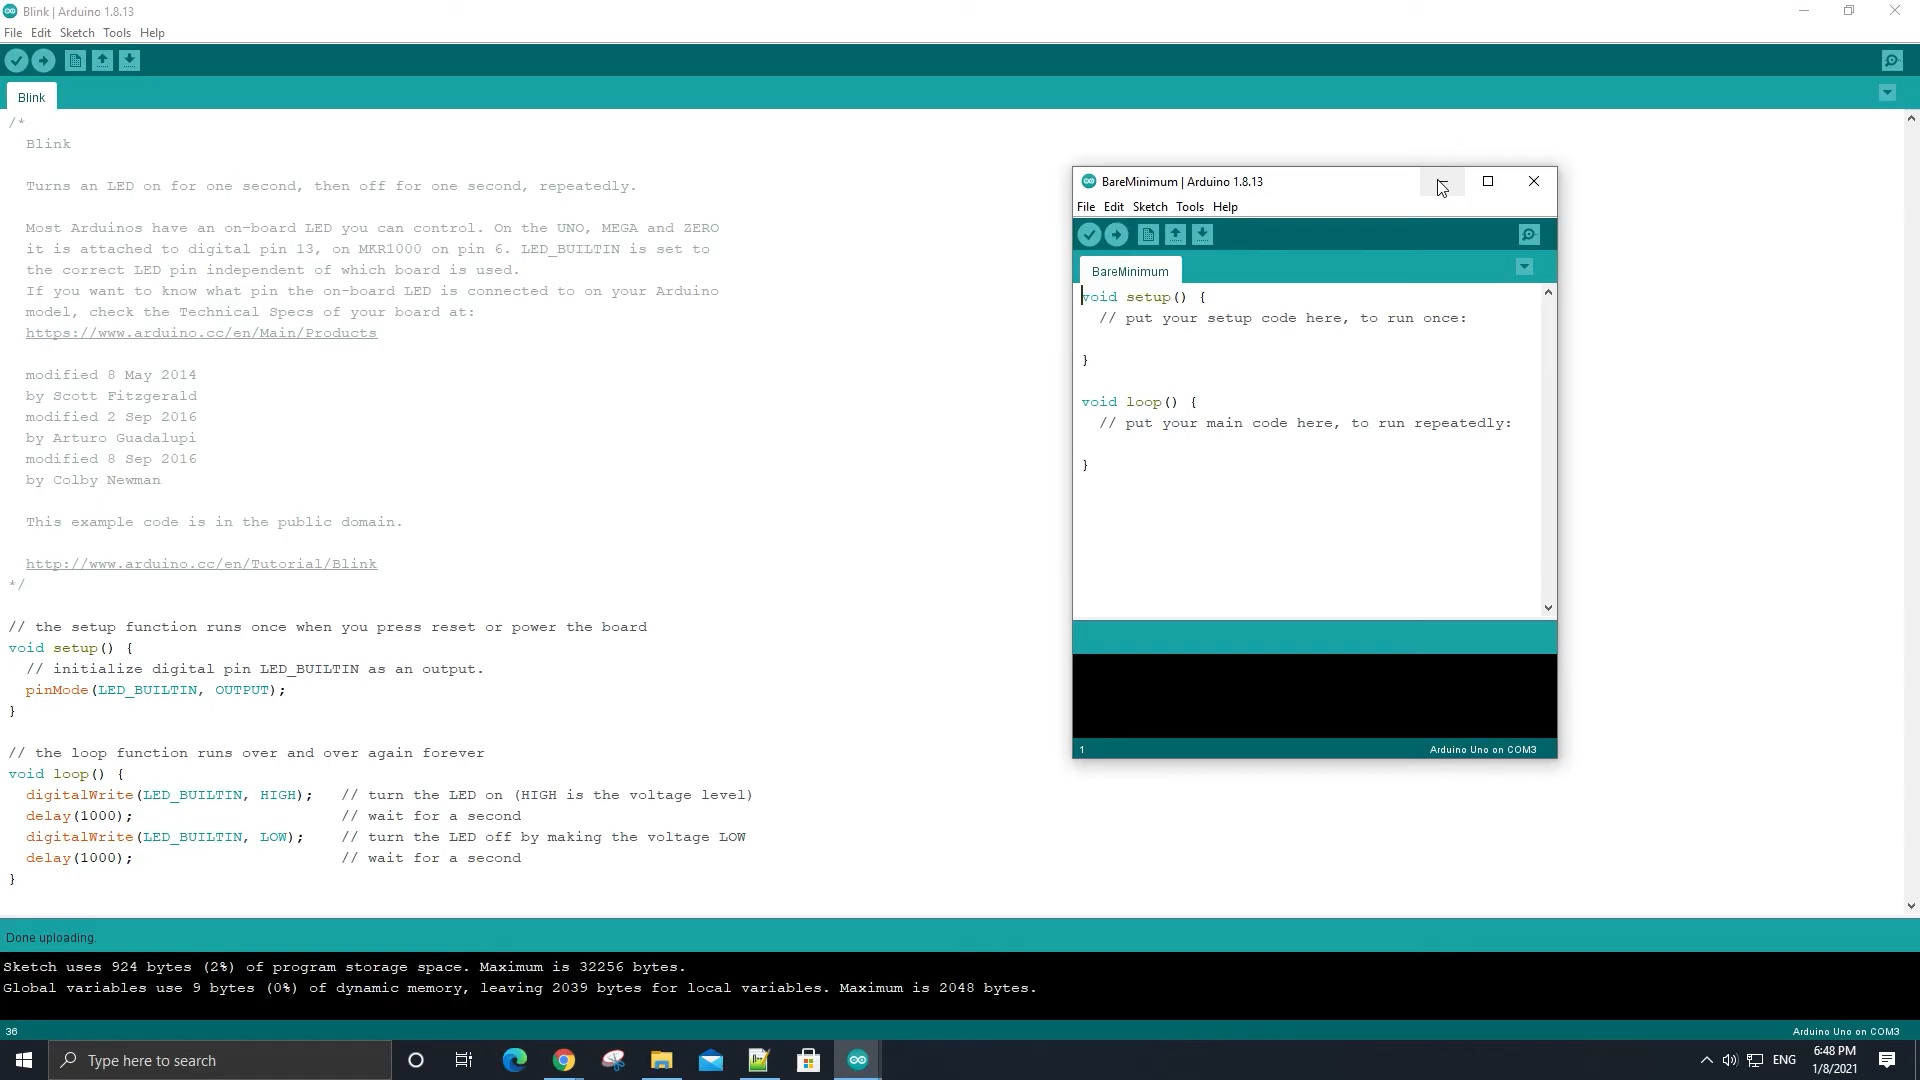 Blink | Arduino 1.8.13
File Edit Sketch Tools Help
Blink
/*
  Blink

  Turns an LED on for one second, then off for one second, repeatedly.

  Most Arduinos have an on-board LED you can control. On the UNO, MEGA and ZERO
  it is attached to digital pin 13, on MKR1000 on pin 6. LED_BUILTIN is set to
  the correct LED pin independent of which board is used.
  If you want to know what pin the on-board LED is connected to on your Arduino
  model, check the Technical Specs of your board at:
  https://www.arduino.cc/en/Main/Products

  modified 8 May 2014
  by Scott Fitzgerald
  modified 2 Sep 2016
  by Arturo Guadalupi
  modified 8 Sep 2016
  by Colby Newman

  This example code is in the public domain.

  http://www.arduino.cc/en/Tutorial/Blink
*/

// the setup function runs once when you press reset or power the board
void setup() {
  // initialize digital pin LED_BUILTIN as an output.
  pinMode(LED_BUILTIN, OUTPUT);
}

// the loop function runs over and over again forever
void loop() {
  digitalWrite(LED_BUILTIN, HIGH);   // turn the LED on (HIGH is the voltage level)
  delay(1000);                       // wait for a second
  digitalWrite(LED_BUILTIN, LOW);    // turn the LED off by making the voltage LOW
  delay(1000);                       // wait for a second
}
BareMinimum | Arduino 1.8.13
File Edit Sketch Tools Help
BareMinimum
void setup() {
  // put your setup code here, to run once:

}

void loop() {
  // put your main code here, to run repeatedly:

}
1
Arduino Uno on COM3
Done uploading.
Sketch uses 924 bytes (2%) of program storage space. Maximum is 32256 bytes.
Global variables use 9 bytes (0%) of dynamic memory, leaving 2039 bytes for local variables. Maximum is 2048 bytes.
36
Arduino Uno on COM3
Type here to search
ENG
6:48 PM
1/8/2021